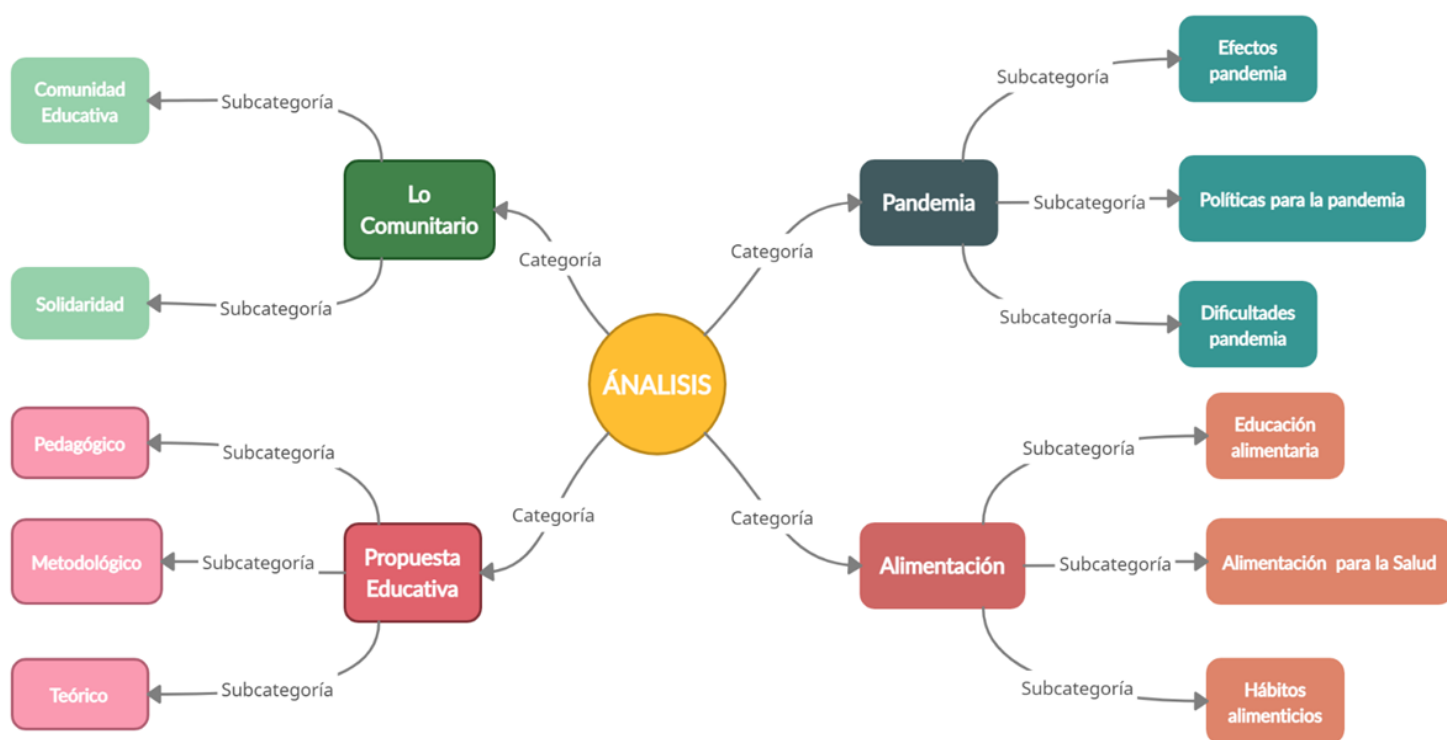 Comunidad
Educativa
Subcategoría
Lo
Comunitario
Subcategoría
Solidaridad
Categoría
Efectos
pandemia
Subcategoría
Pandemia
Subcategoría
Políticas para la pandemia
Subcategoría
Dificultades
pandemia
Categoría
ÁNALISIS
Pedagógico
Subcategoría
Metodológico
Subcategoría
Propuesta
Educativa
Teórico
Subcategoría
Categoría
Categoría
Educación
alimentaria
Subcategoría
Alimentación
Subcategoría
Alimentación para la Salud
Subcategoría
Hábitos
alimenticios